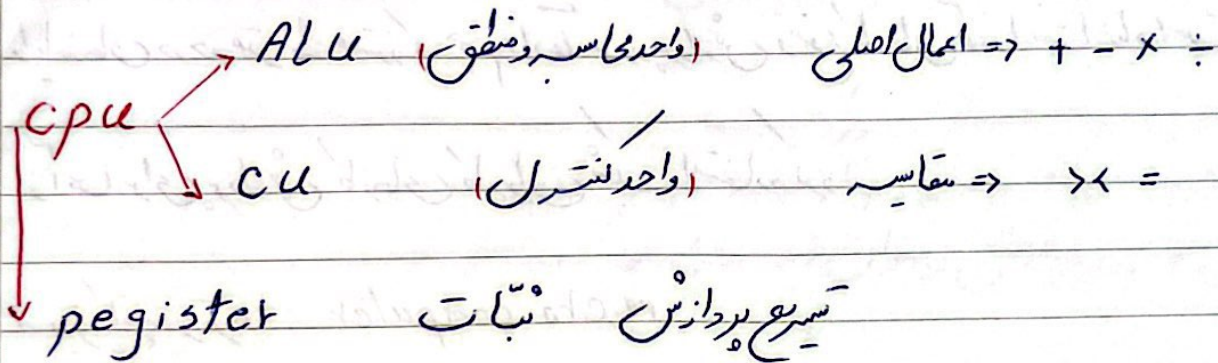 ALU (واحد محاسبه و منطق) اعمال اصلی => + - × ÷
cpu
CU (واحد کنترل) مقایسه => >< =
pegister ثبات تسریع پردازش